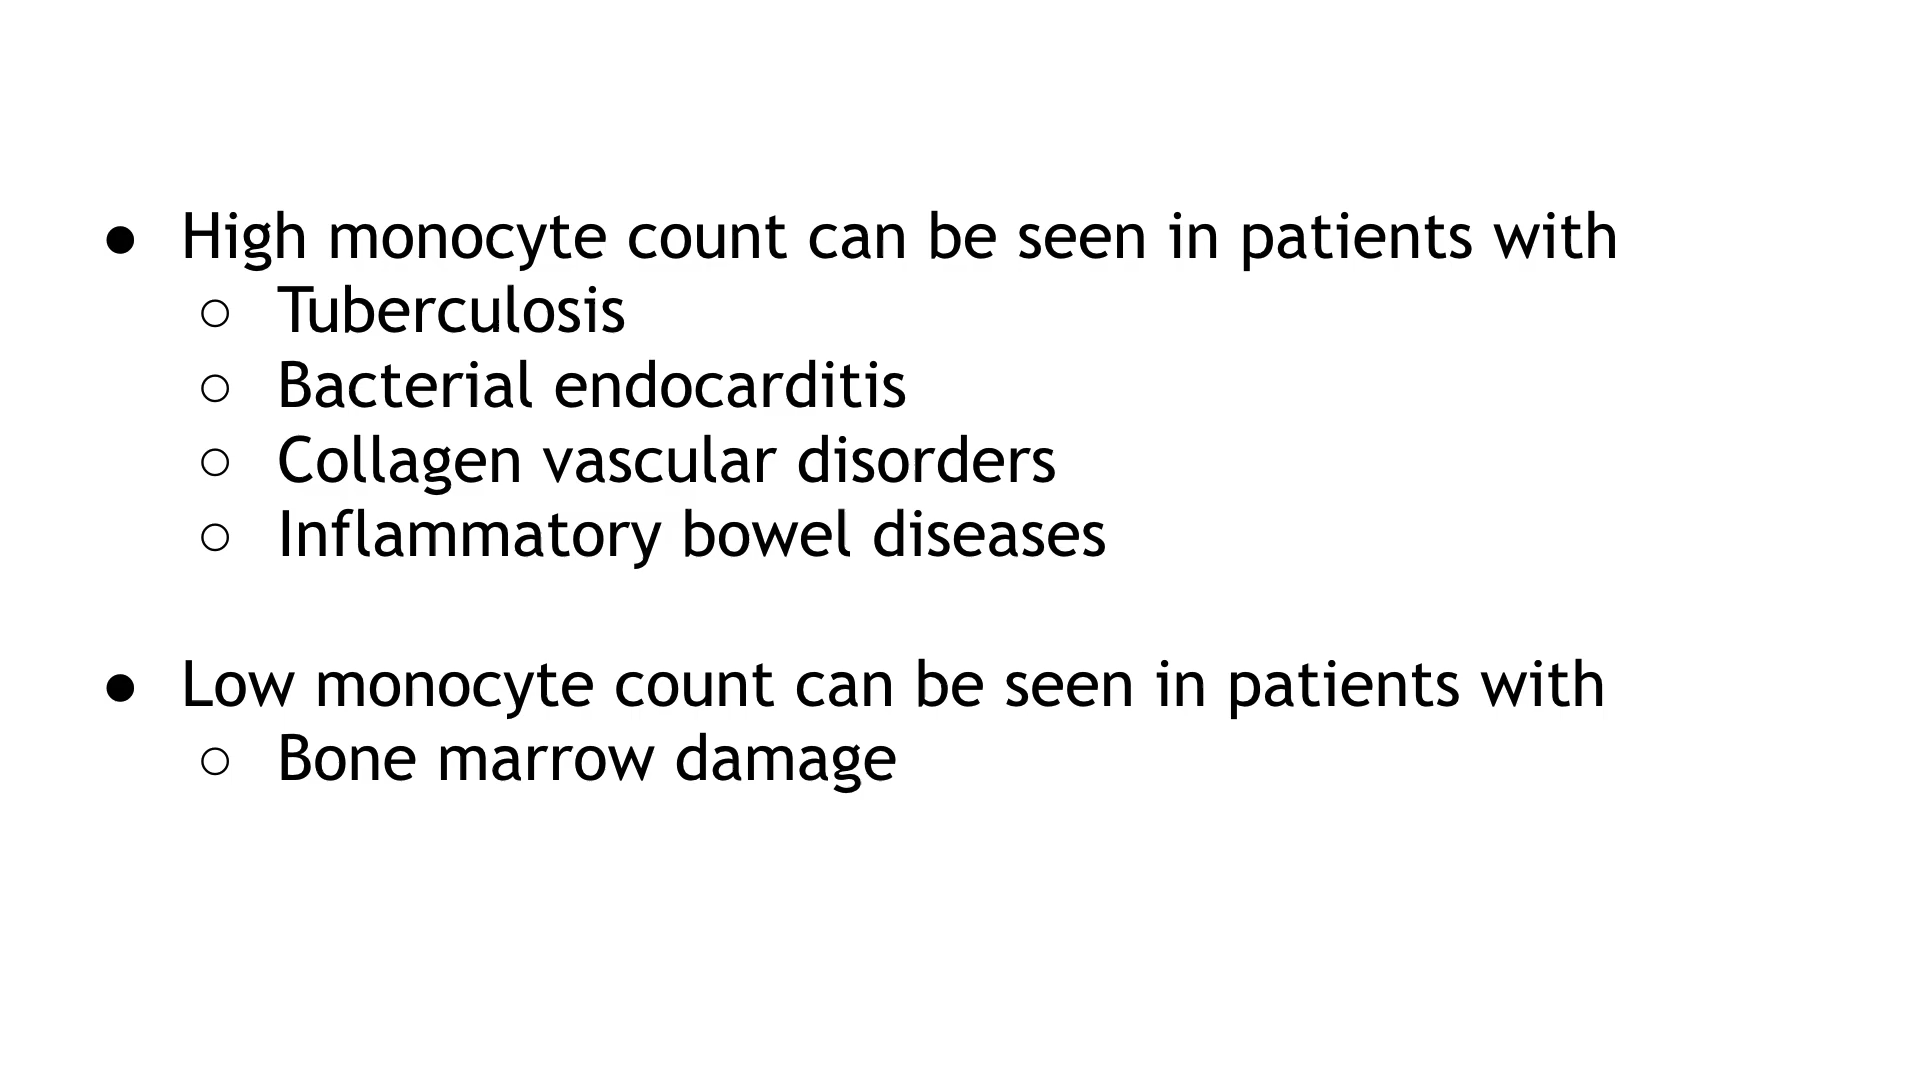 ● High monocyte count can be seen in patients with
○ Tuberculosis
○ Bacterial endocarditis
○ Collagen vascular disorders
○ Inflammatory bowel diseases
● Low monocyte count can be seen in patients with
○ Bone marrow damage